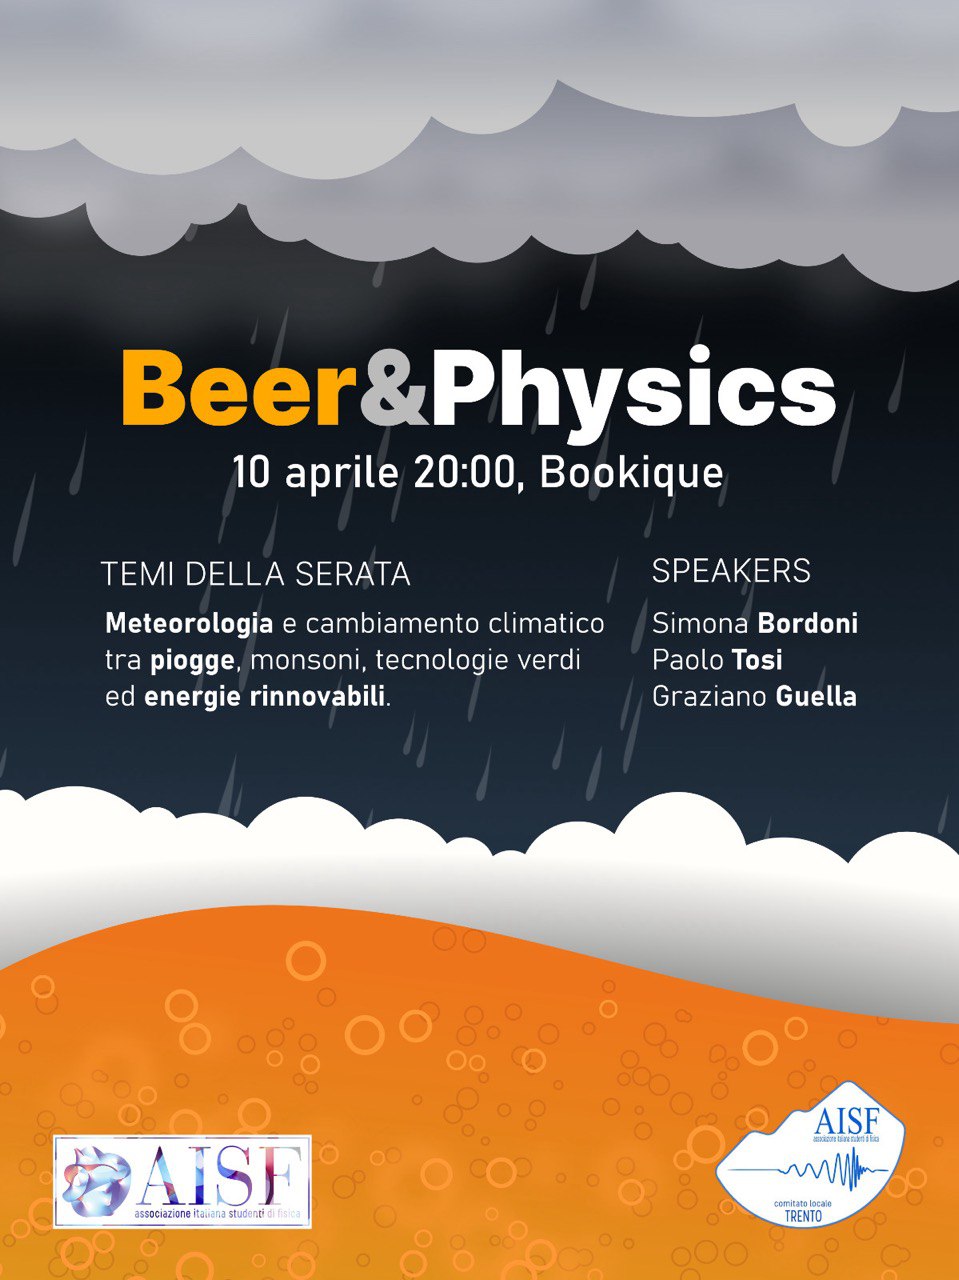 Beer&Physics
10 aprile 20:00, Bookique
TEMI DELLA SERATA
Meteorologia e cambiamento climatico
tra piogge, monsoni, tecnologie verdi
ed energie rinnovabili.
SPEAKERS
Simona Bordoni
Paolo Tosi
Graziano Guella
AISF
associazione italiana studenti di fisica
AISF
associazione italiana studenti di fisica
comitato locale
TRENTO